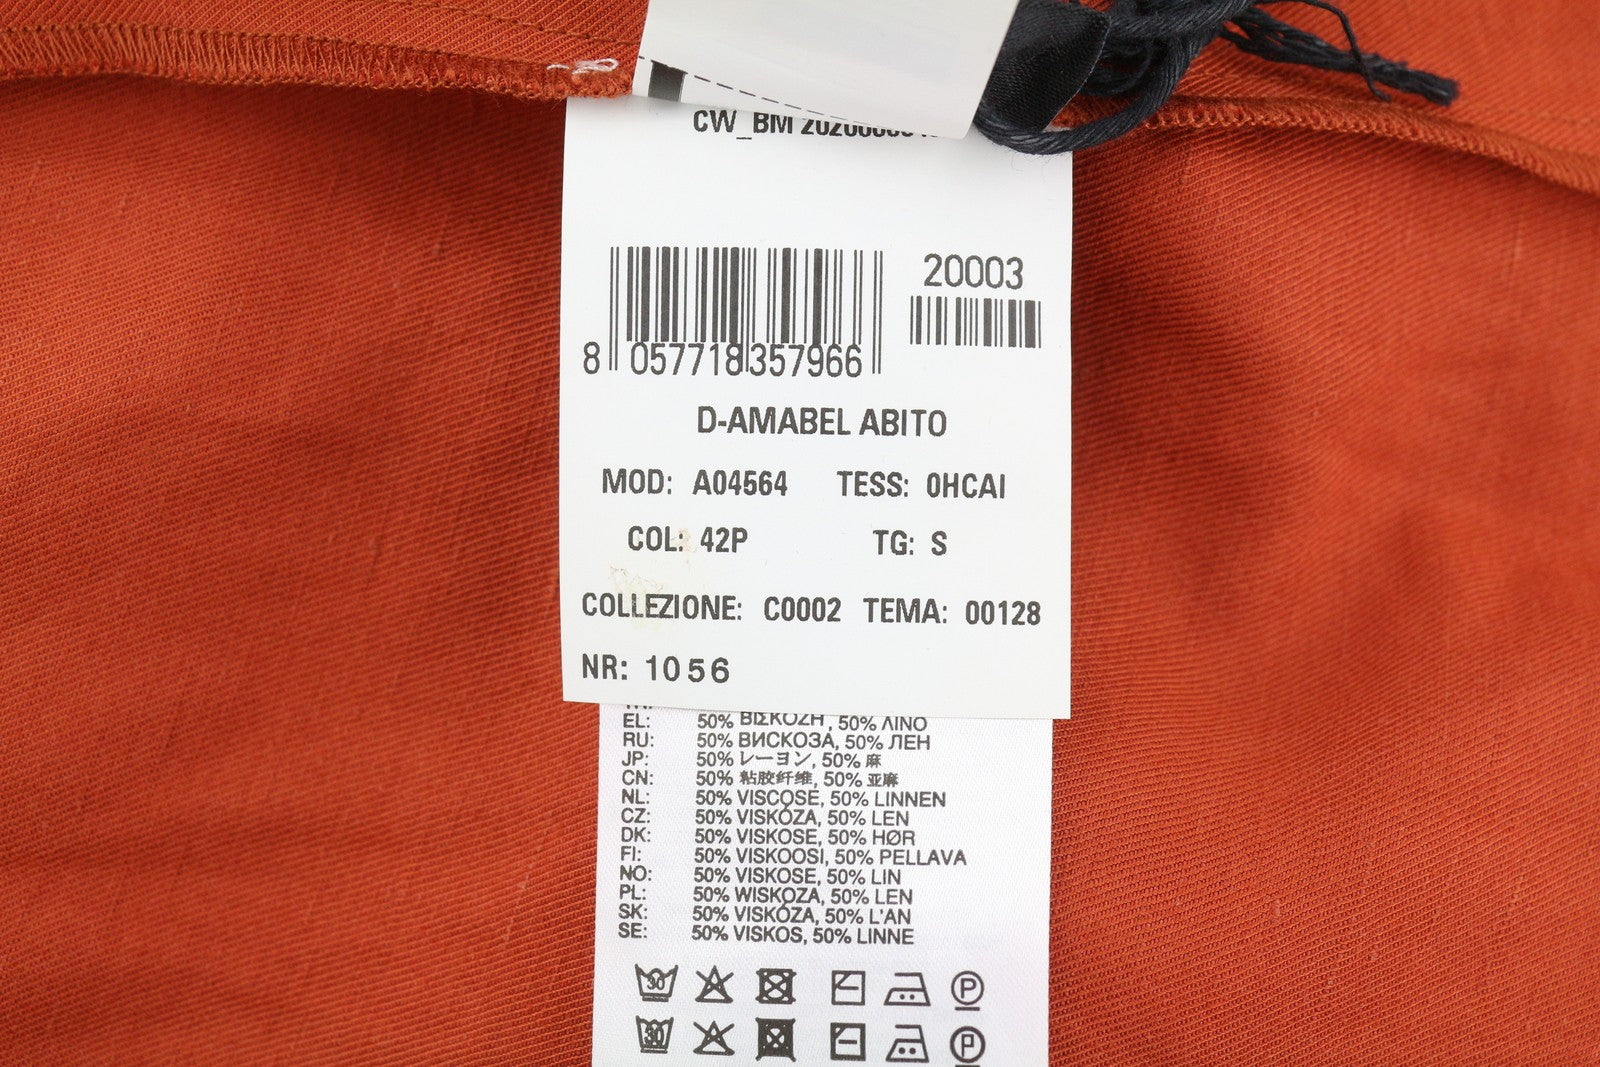 CW_BM
20003
8 057718 357966
D-AMABEL ABITO
MOD: A04564 TESS: 0HCAI
COL: 42P TG: S
COLLEZIONE: C0002 TEMA: 00128
NR: 1056
EL: 50% ΒΙΣΚΟΖΗ, 50% ΛΙΝΟ
RU: 50% ВИСКОЗА, 50% ЛЕН
JP: 50% レーヨン, 50% 麻
CN: 50% 粘胶纤维, 50% 亚麻
NL: 50% VISCOSE, 50% LINNEN
CZ: 50% VISKÓZA, 50% LEN
DK: 50% VISKOSE, 50% HØR
FI: 50% VISKOOSI, 50% PELLAVA
NO: 50% VISKOSE, 50% LIN
PL: 50% WISKOZA, 50% LEN
SK: 50% VISKÓZA, 50% L'AN
SE: 50% VISKOS, 50% LINNE
30 P
30 P